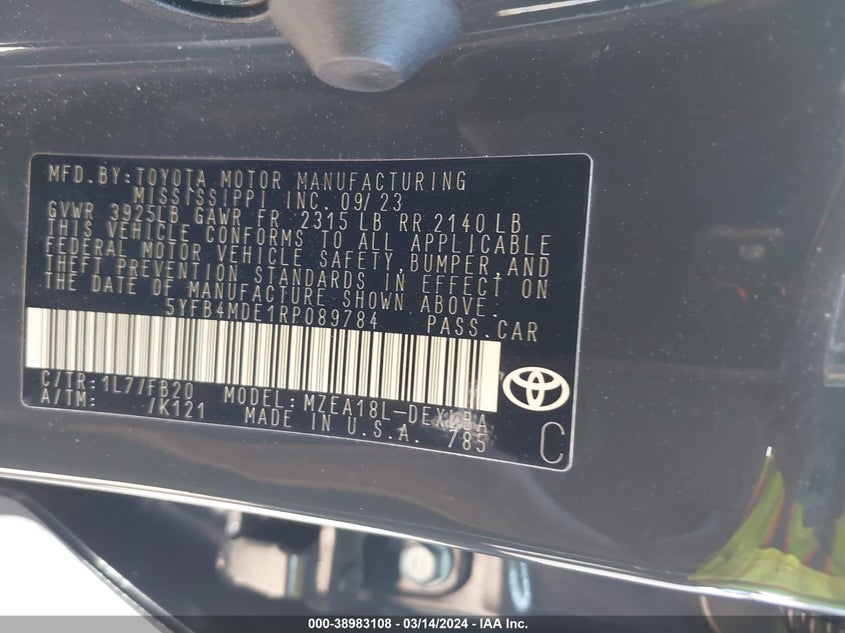 MFD. BY: TOYOTA MOTOR MANUFACTURING
MISSISSIPPI INC. 09/23
GVWR 3925LB GAWR FR 2315 LB RR 2140 LB
THIS VEHICLE CONFORMS TO ALL APPLICABLE
FEDERAL MOTOR VEHICLE SAFETY, BUMPER, AND
THEFT PREVENTION STANDARDS IN EFFECT ON
THE DATE OF MANUFACTURE SHOWN ABOVE.
5YFB4MDE1RP089784 PASS. CAR
C/TR: 1L7/FB20 MODEL: MZEA18L-DEXLBA
A/TM: /K121 MADE IN U.S.A. 785
C
000-38983108 - 03/14/2024 - IAA Inc.